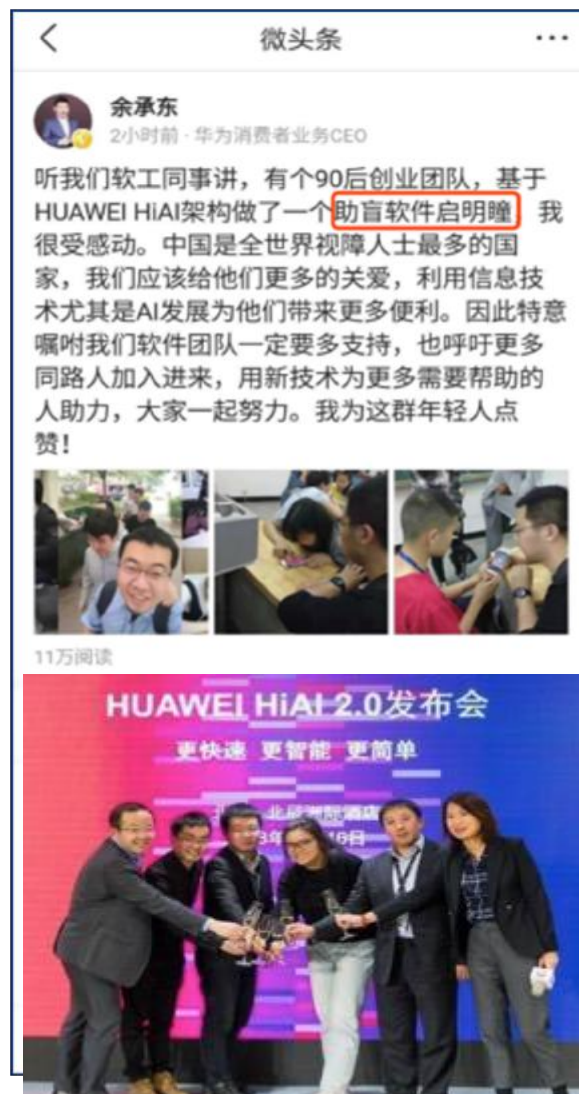 微头条
余承东
2小时前 · 华为消费者业务CEO
听我们软工同事讲，有个90后创业团队，基于
HUAWEI HiAI架构做了一个助盲软件启明瞳，我
很受感动。中国是全世界视障人士最多的国
家，我们应该给他们更多的关爱，利用信息技
术尤其是AI发展为他们带来更多便利。因此特意
嘱咐我们软件团队一定要多支持，也呼吁更多
同路人加入进来，用新技术为更多需要帮助的
人助力，大家一起努力。我为这群年轻人点
赞！
11万阅读
HUAWEI HiAI 2.0发布会
更快速 更智能 更简单
北辰洲际酒店